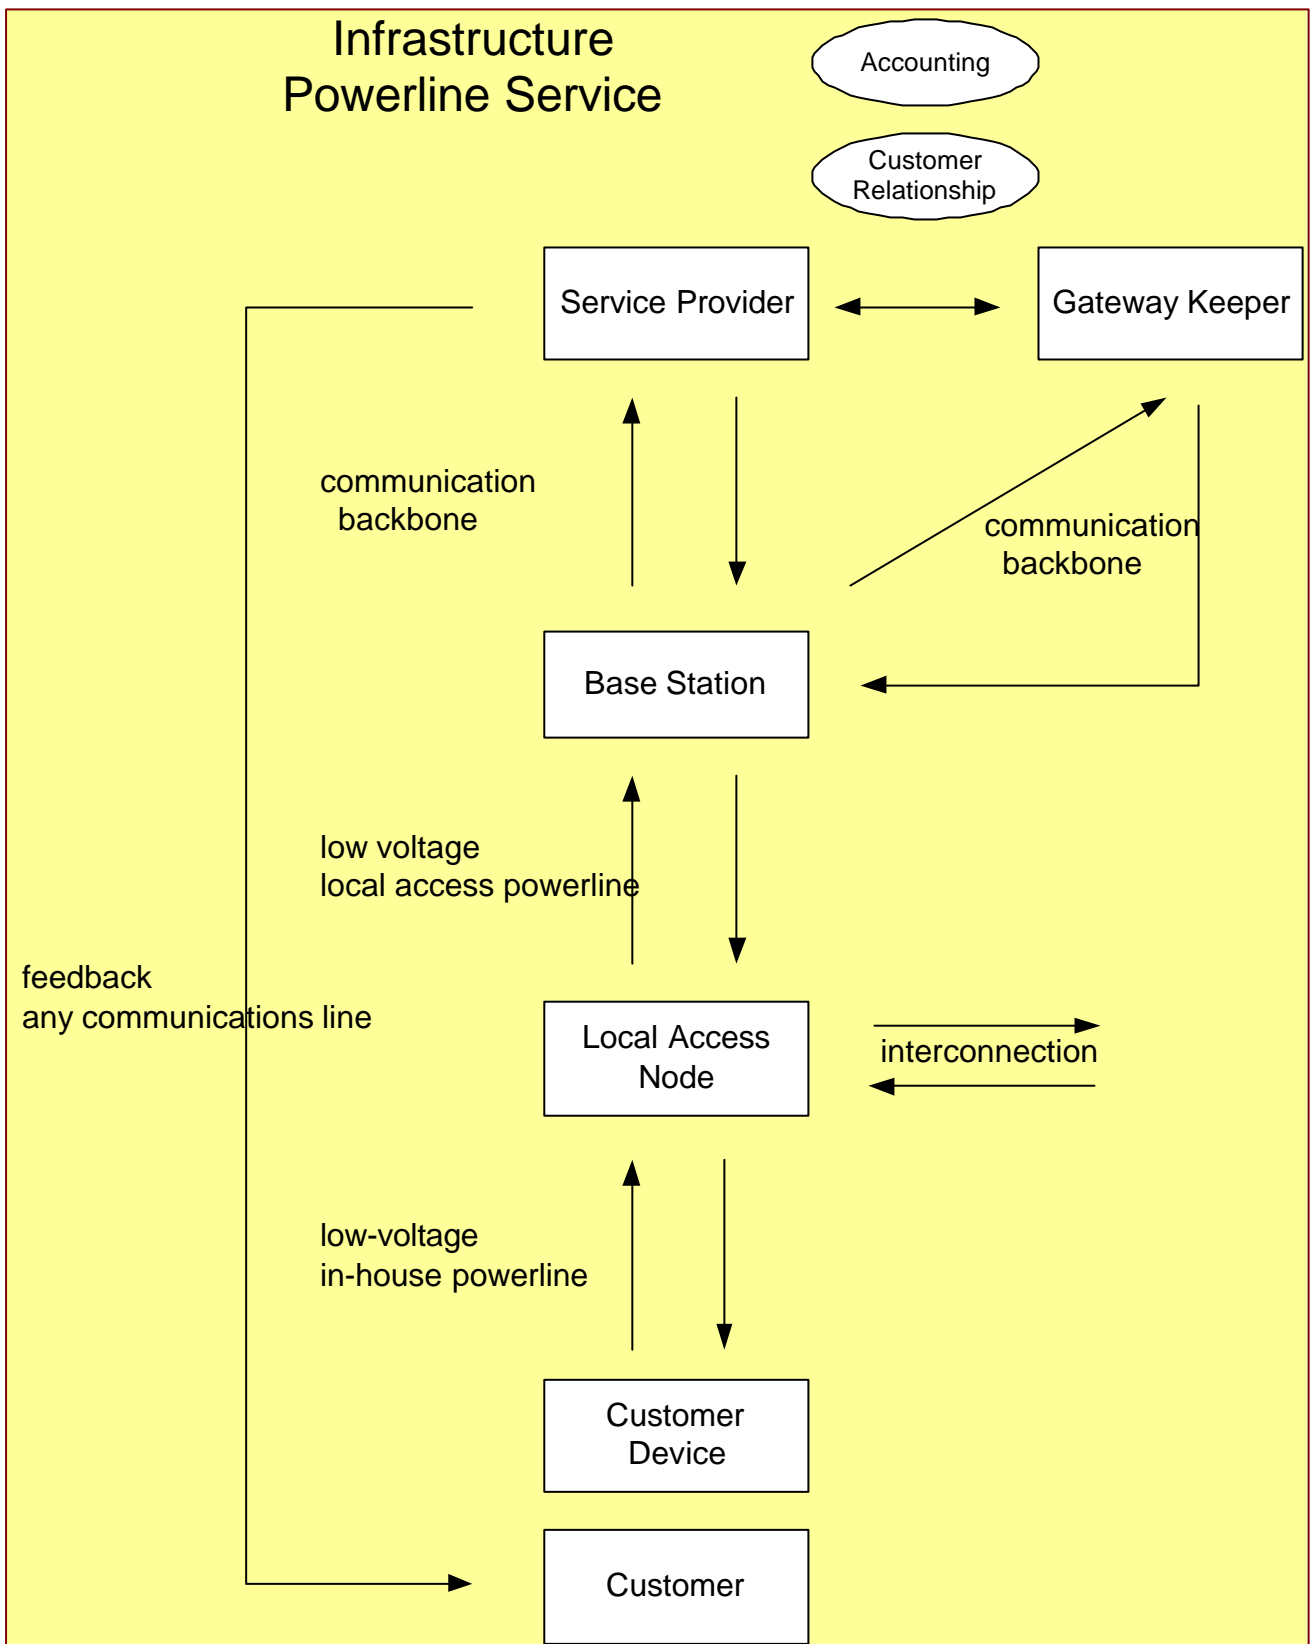 Infrastructure
Powerline Service
Accounting
Customer
Relationship
Service Provider
Gateway Keeper
communication
backbone
communication
backbone
Base Station
low voltage
local access powerline
feedback
any communications line
Local Access
Node
interconnection
low-voltage
in-house powerline
Customer
Device
Customer